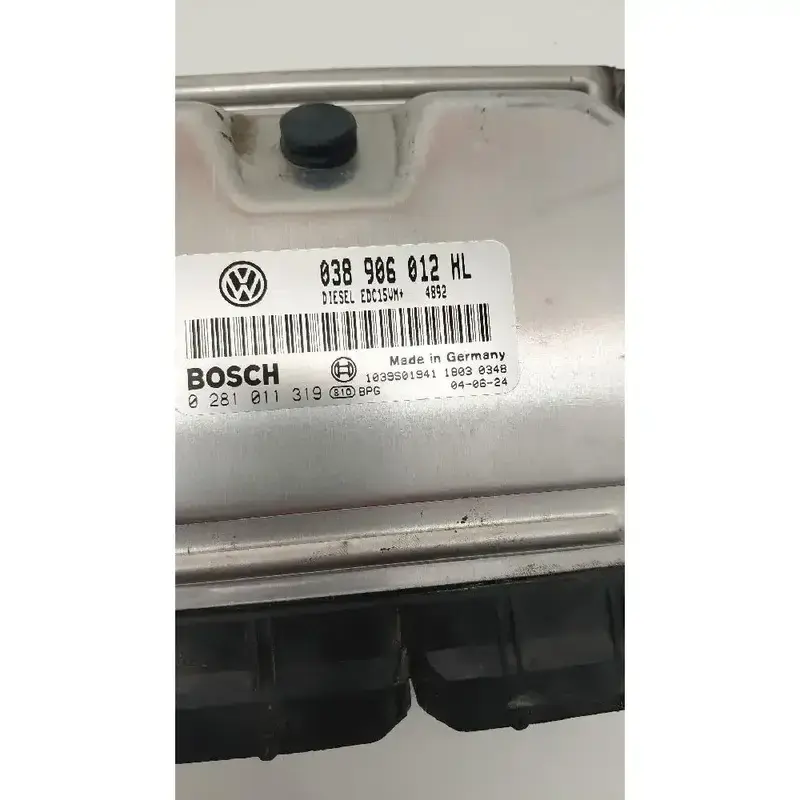 038 906 012 HL
DIESEL EDC15VM+ 4892
Made in Germany
BOSCH 1039S01941 1803 0348
0 281 011 319 810 BPG 04-06-24